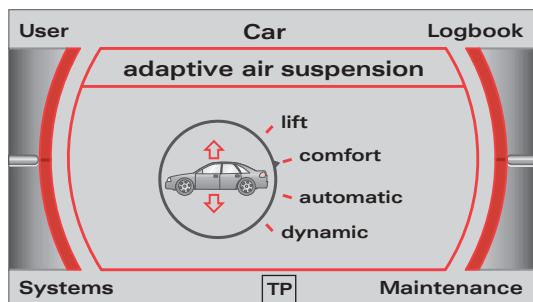 User Car Logbook
adaptive air suspension
lift
comfort
automatic
dynamic
Systems TP Maintenance